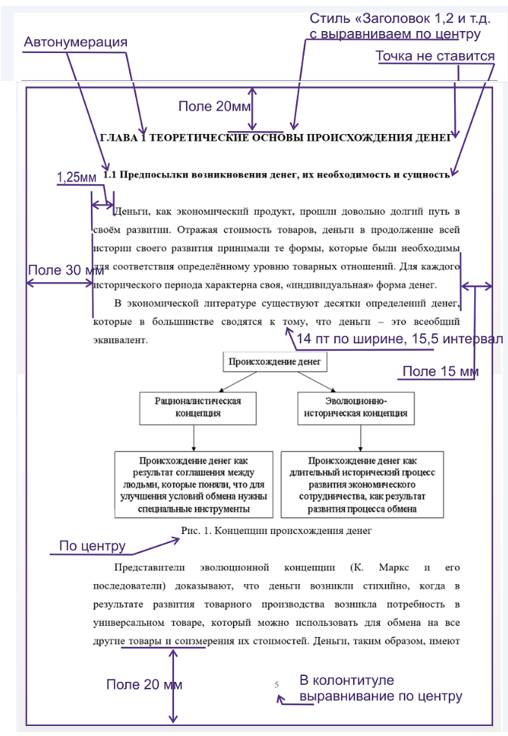 Стиль «Заголовок 1,2 и т.д.
с выравниваем по центру
Автонумерация
Точка не ставится
Поле 20мм
ГЛАВА 1 ТЕОРЕТИЧЕСКИЕ ОСНОВЫ ПРОИСХОЖДЕНИЯ ДЕНЕГ
1.1 Предпосылки возникновения денег, их необходимость и сущность
1,25мм
Деньги, как экономический продукт, прошли довольно долгий путь в
своём развитии. Отражая стоимость товаров, деньги в продолжение всей
истории своего развития принимали те формы, которые были необходимы
Поле 30 мм
для соответствия определённому уровню товарных отношений. Для каждого
исторического периода характерна своя, «индивидуальная» форма денег.
В экономической литературе существуют десятки определений денег,
которые в большинстве сводятся к тому, что деньги – это всеобщий
эквивалент.
14 пт по ширине, 15,5 интервал
Поле 15 мм
Происхождение денег
Рационалистическая
концепция
Эволюционно-
историческая концепция
Происхождение денег как
результат соглашения между
людьми, которые поняли, что для
улучшения условий обмена нужны
специальные инструменты
Происхождение денег как
длительный исторический процесс
развития экономического
сотрудничества, как результат
развития процесса обмена
Рис. 1. Концепции происхождения денег
По центру
Представители эволюционной концепции (К. Маркс и его
последователи) доказывают, что деньги возникли стихийно, когда в
результате развития товарного производства возникла потребность в
универсальном товаре, который можно использовать для обмена на все
другие товары и соизмерения их стоимостей. Деньги, таким образом, имеют
Поле 20 мм
5
В колонтитуле
выравнивание по центру